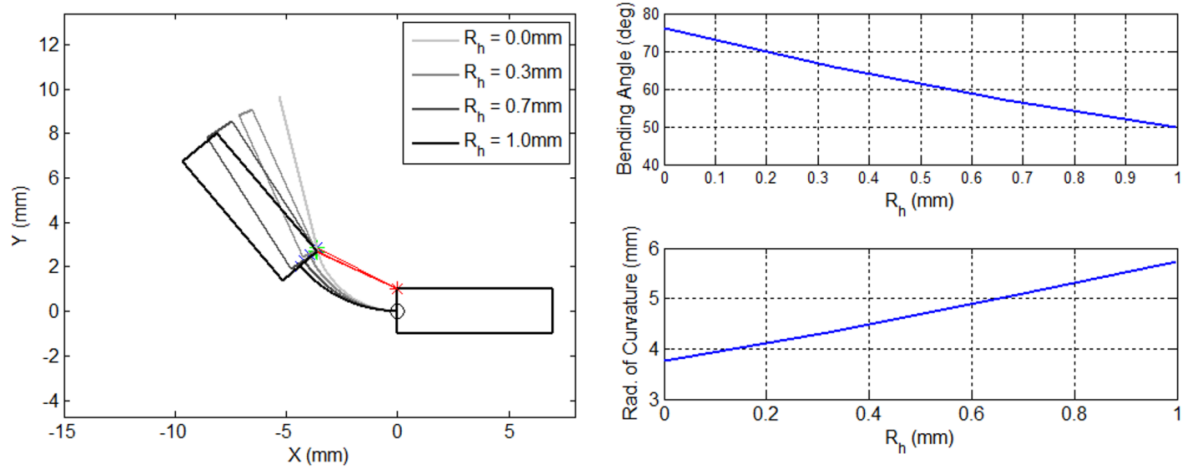 12
10
8
6
4
2
0
-2
-4
-15
-10
-5
0
5
X (mm)
Y (mm)
R_h = 0.0mm
R_h = 0.3mm
R_h = 0.7mm
R_h = 1.0mm
80
70
60
50
40
Bending Angle (deg)
0 0.1 0.2 0.3 0.4 0.5 0.6 0.7 0.8 0.9 1
R_h (mm)
6
5
4
3
Rad. of Curvature (mm)
0 0.2 0.4 0.6 0.8 1
R_h (mm)